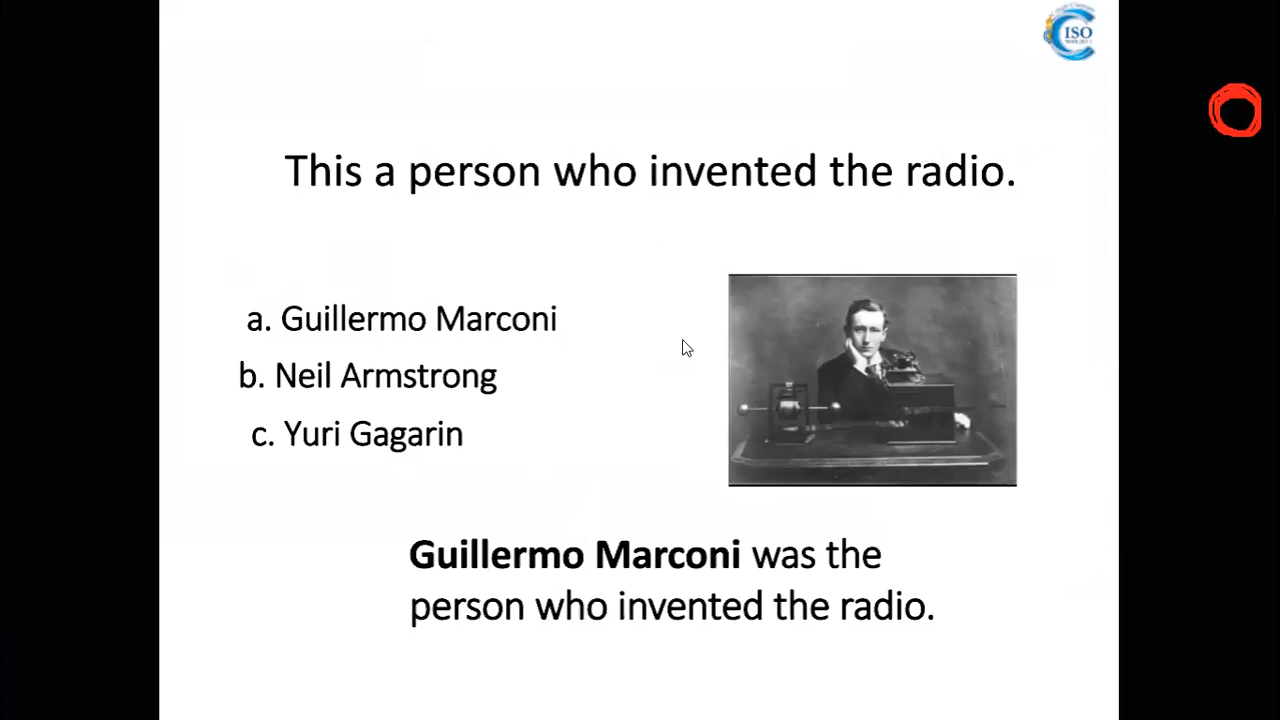 ISO
This a person who invented the radio.
a. Guillermo Marconi
b. Neil Armstrong
c. Yuri Gagarin
Guillermo Marconi was the
person who invented the radio.